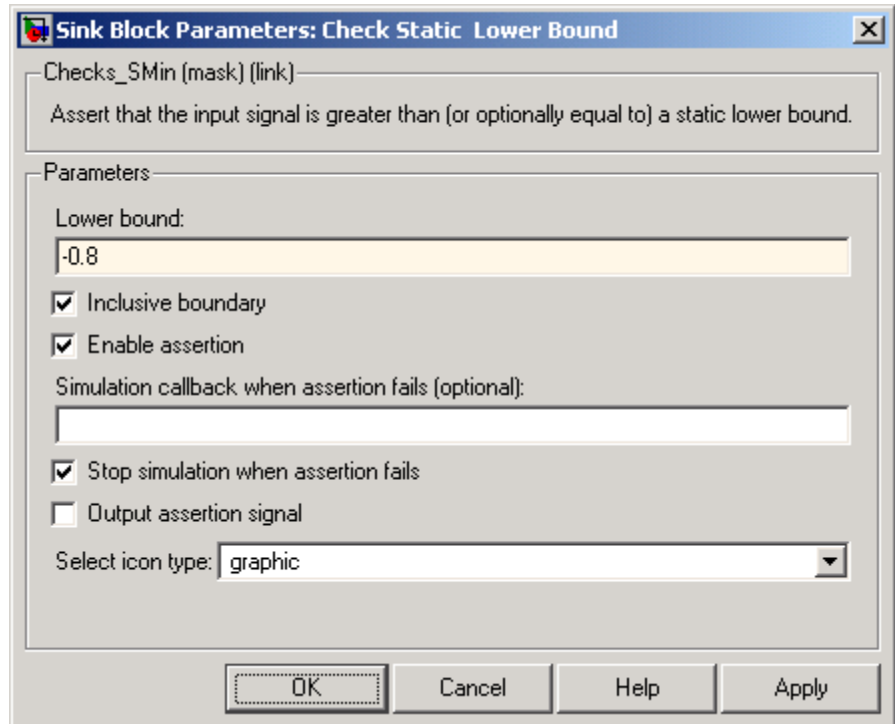 Sink Block Parameters: Check Static  Lower Bound
Checks_SMin (mask) (link)
Assert that the input signal is greater than (or optionally equal to) a static lower bound.
Parameters
Lower bound:
-0.8
Inclusive boundary
Enable assertion
Simulation callback when assertion fails (optional):
Stop simulation when assertion fails
Output assertion signal
Select icon type: graphic
OK Cancel Help Apply